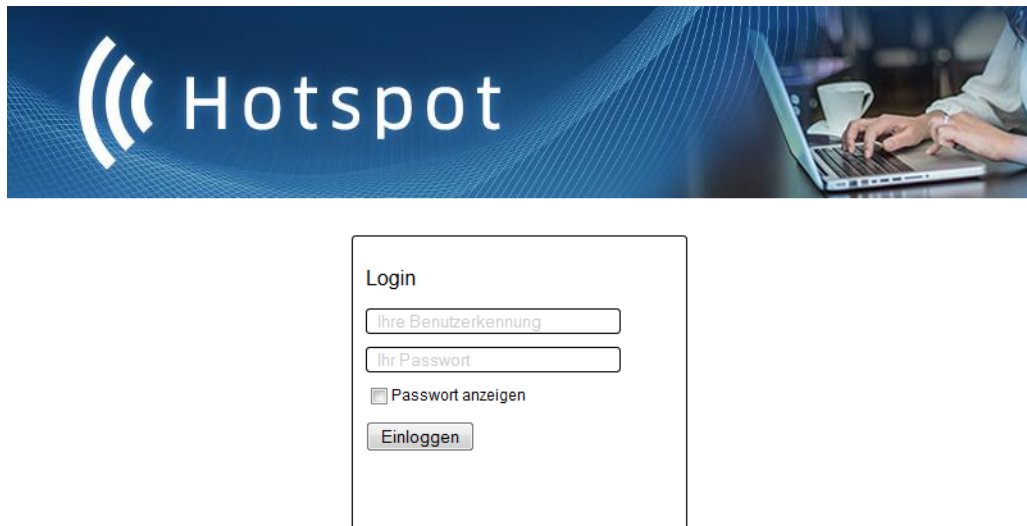 Hotspot
Login
Ihre Benutzerkennung
Ihr Passwort
Passwort anzeigen
Einloggen